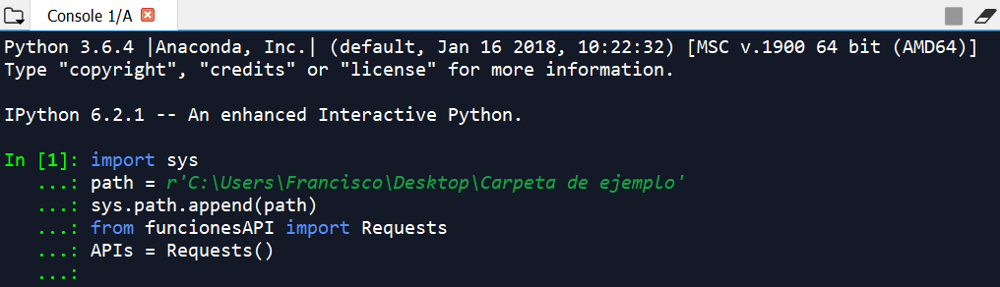 Console 1/A
Python 3.6.4 |Anaconda, Inc.| (default, Jan 16 2018, 10:22:32) [MSC v.1900 64 bit (AMD64)]
Type "copyright", "credits" or "license" for more information.
IPython 6.2.1 -- An enhanced Interactive Python.
In [1]: import sys
   ...: path = r'C:\Users\Francisco\Desktop\Carpeta de ejemplo'
   ...: sys.path.append(path)
   ...: from funcionesAPI import Requests
   ...: APIs = Requests()
   ...: